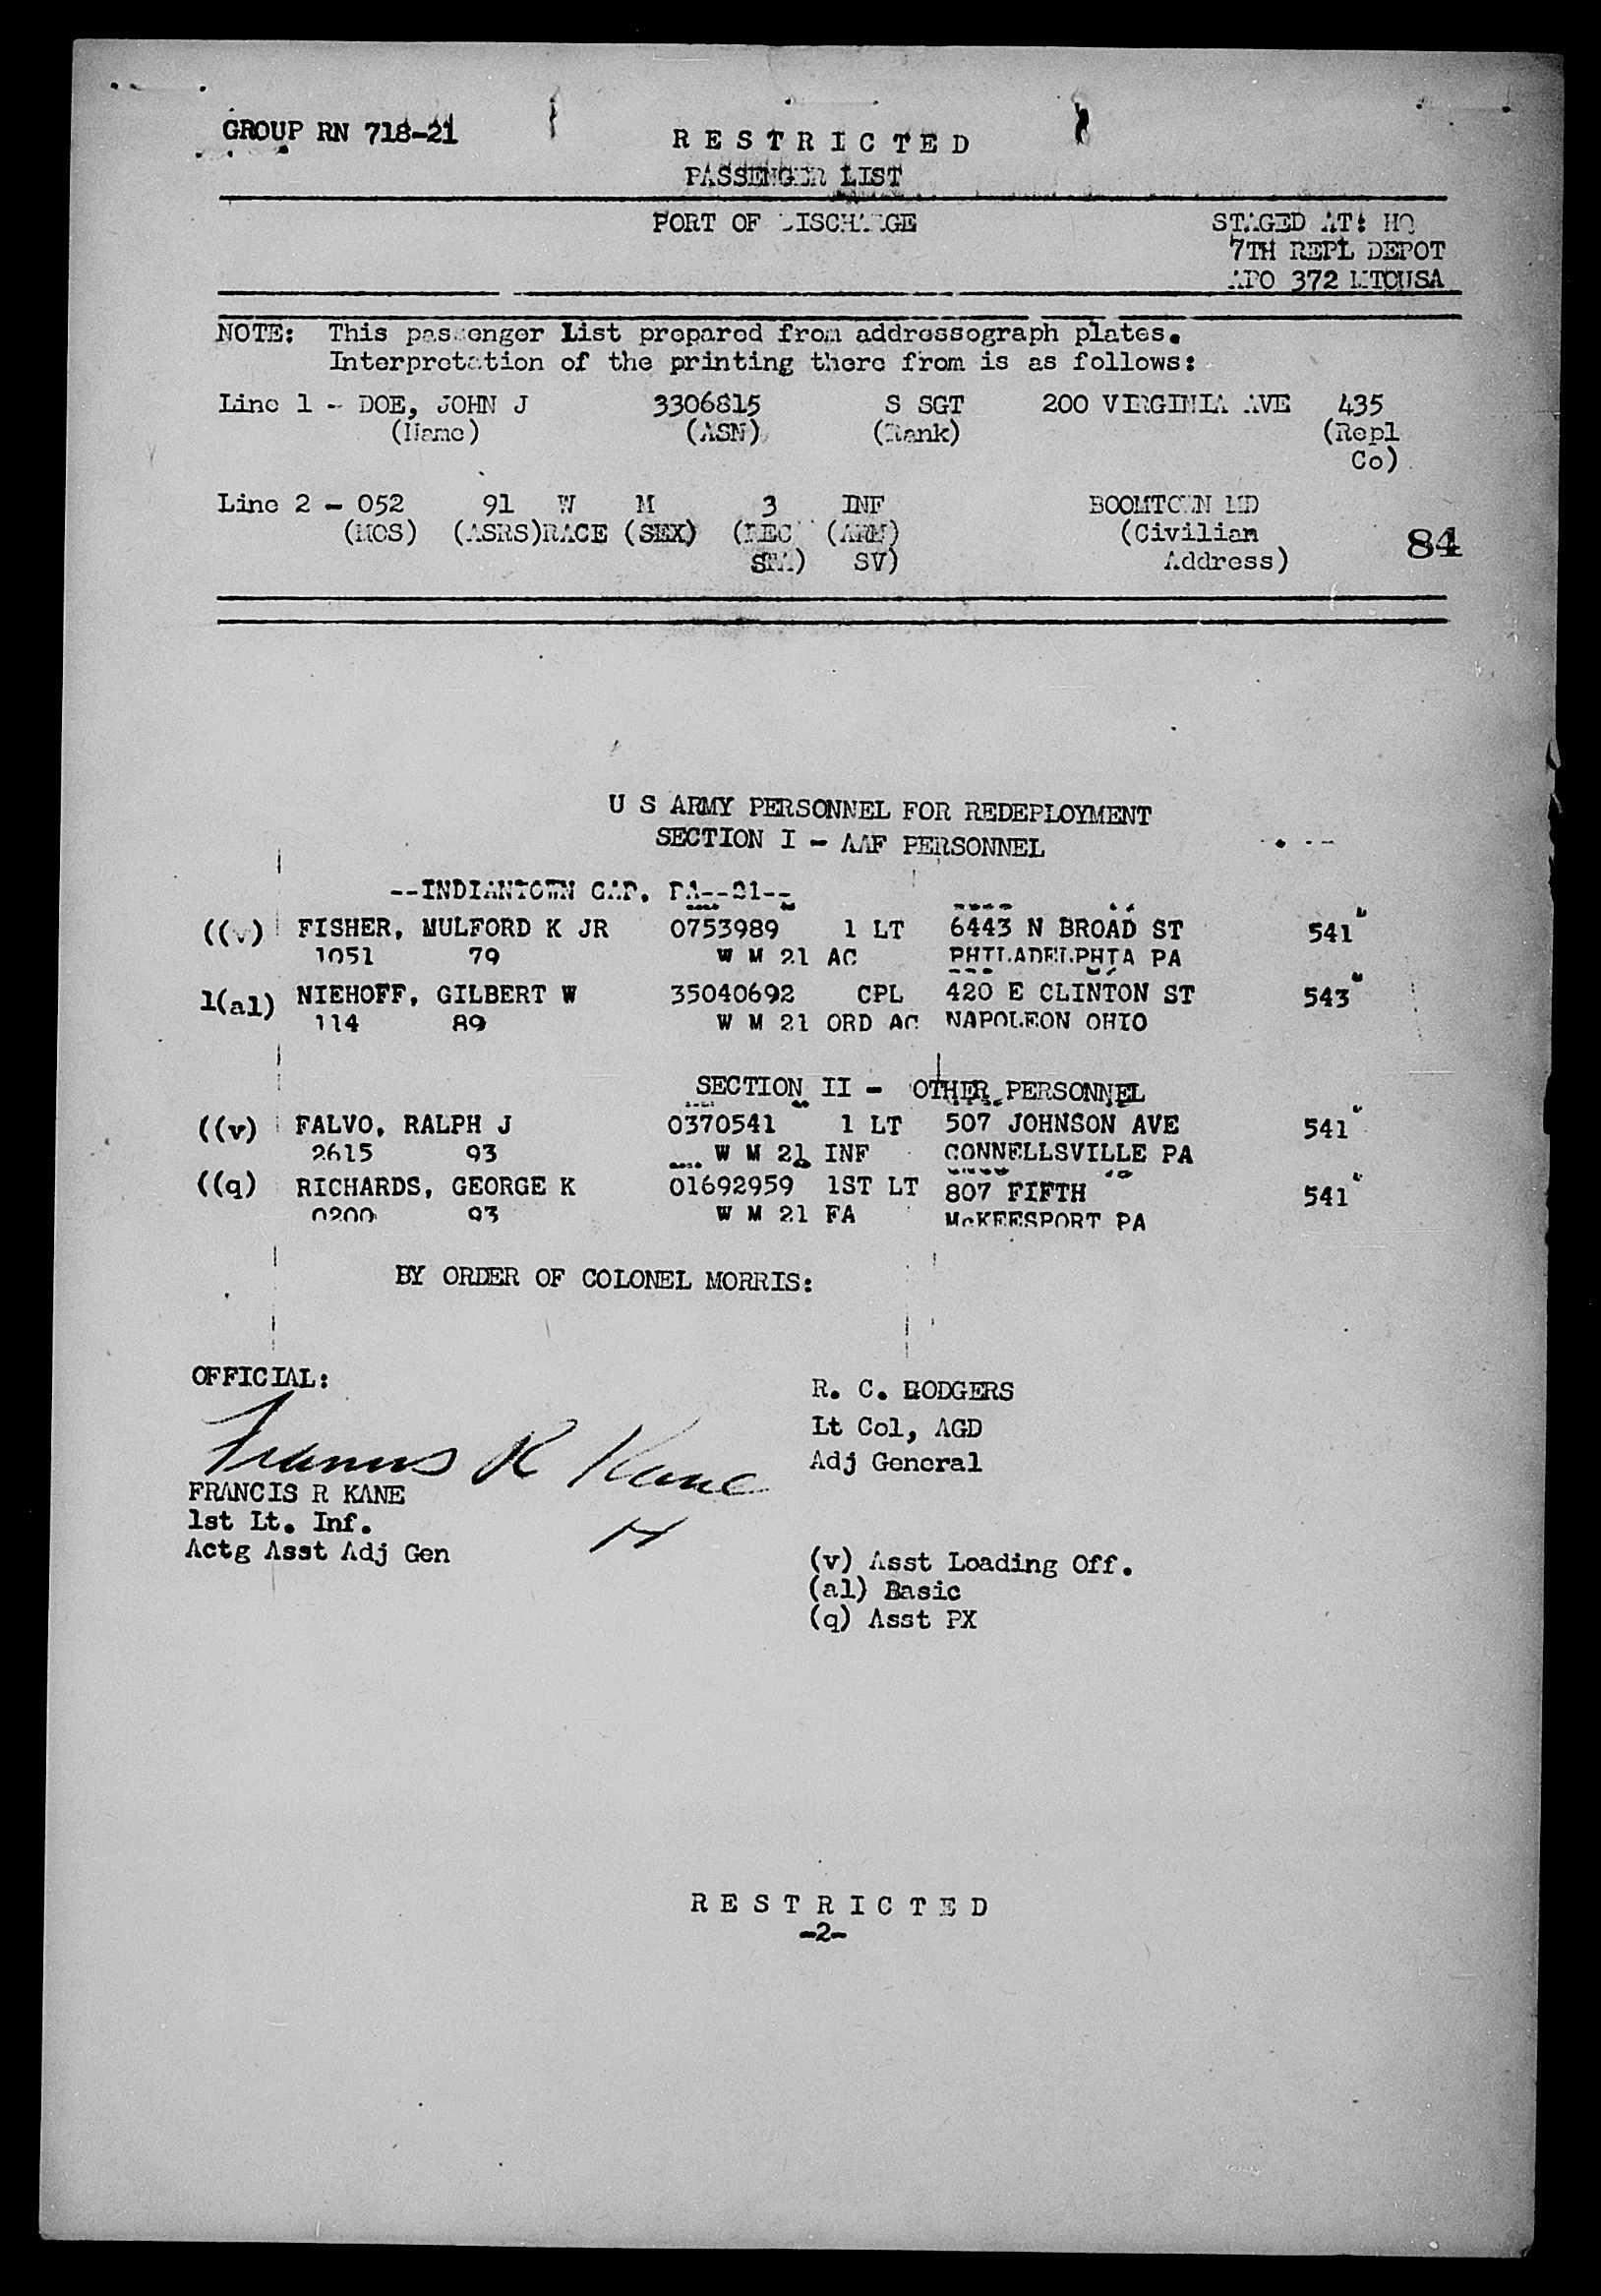 GROUP RN 718-21
R E S T R I C T E D
PASSENGER LIST
PORT OF DISCHARGE STAGED AT: HQ
7TH REPL DEPOT
APO 372 MTOUSA
NOTE: This passenger list prepared from addressograph plates.
Interpretation of the printing there from is as follows:
Line 1 - DOE, JOHN J 3306815 S SGT 200 VIRGINIA AVE 435
(Name) (ASN) (Rank) (Repl
Co)
Line 2 - 052 91 W M 3 INF BOOMTOWN MD
(MOS) (ASRS)RACE (SEX) (REC (ARM) (Civilian 84
STA) SV) Address)
U S ARMY PERSONNEL FOR REDEPLOYMENT
SECTION I - AAF PERSONNEL
--INDIANTOWN GAP, PA--21--
((v) FISHER, MULFORD K JR 0753989 1 LT 6443 N BROAD ST 541
1051 79 W M 21 AC PHILADELPHIA PA
1(al) NIEHOFF, GILBERT W 35040692 CPL 420 E CLINTON ST 543
114 89 W M 21 ORD AC NAPOLEON OHIO
SECTION II - OTHER PERSONNEL
((v) FALVO, RALPH J 0370541 1 LT 507 JOHNSON AVE 541
2615 93 W M 21 INF CONNELLSVILLE PA
((q) RICHARDS, GEORGE K 01692959 1ST LT 807 FIFTH 541
0200 93 W M 21 FA McKEESPORT PA
BY ORDER OF COLONEL MORRIS:
OFFICIAL:
R. C. RODGERS
Lt Col, AGD
Adj General
Francis R Kane
FRANCIS R KANE
1st Lt. Inf.
Actg Asst Adj Gen
H
(v) Asst Loading Off.
(al) Basic
(q) Asst PX
R E S T R I C T E D
-2-